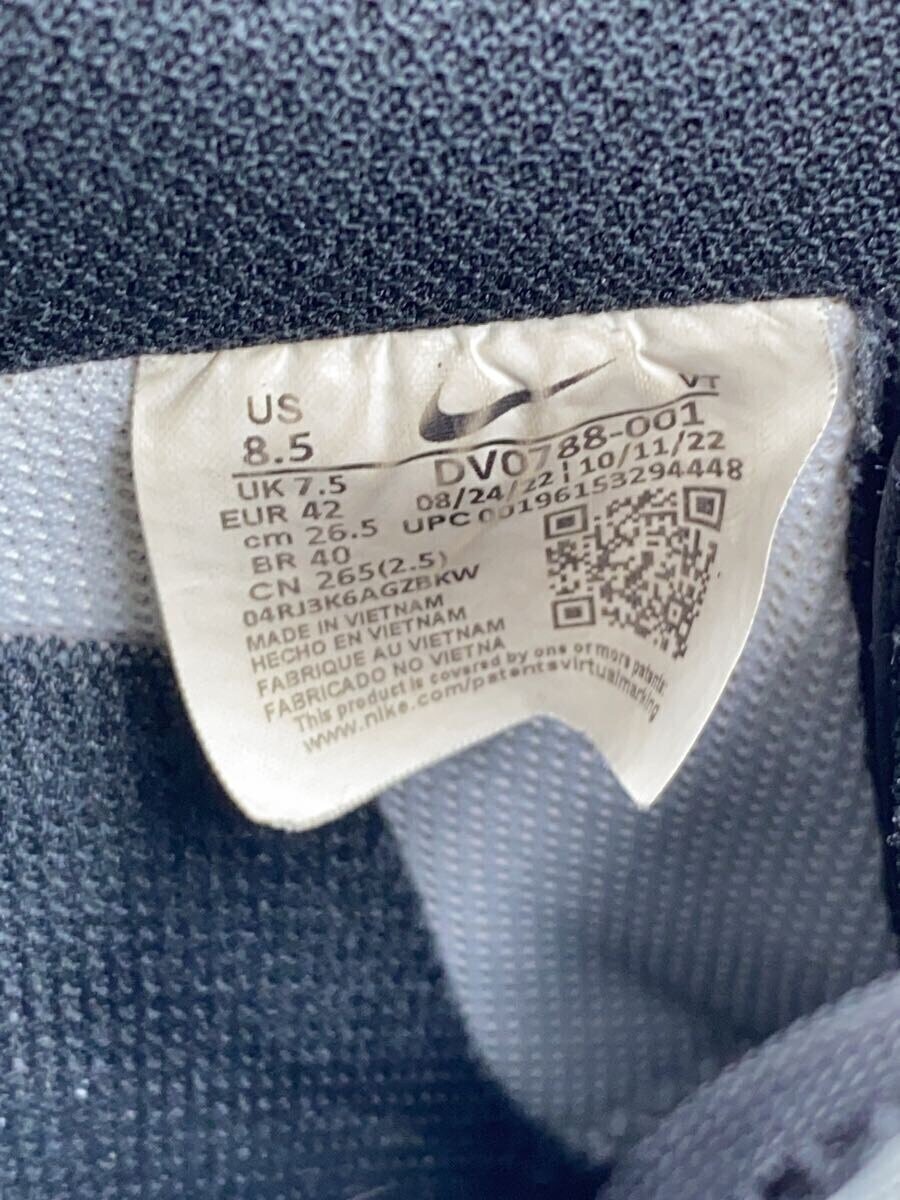 US
8.5
UK 7.5
EUR 42
cm 26.5
BR 40
CN 265(2.5)
04RJ3K6AGZBKW
MADE IN VIETNAM
HECHO EN VIETNAM
FABRIQUE AU VIETNAM
FABRICADO NO VIETNA
This product is covered by one or more patents.
www.nike.com/patentsvirtualmarking
VT
DV0788-001
08/24/22 | 10/11/22
UPC 00196153294448